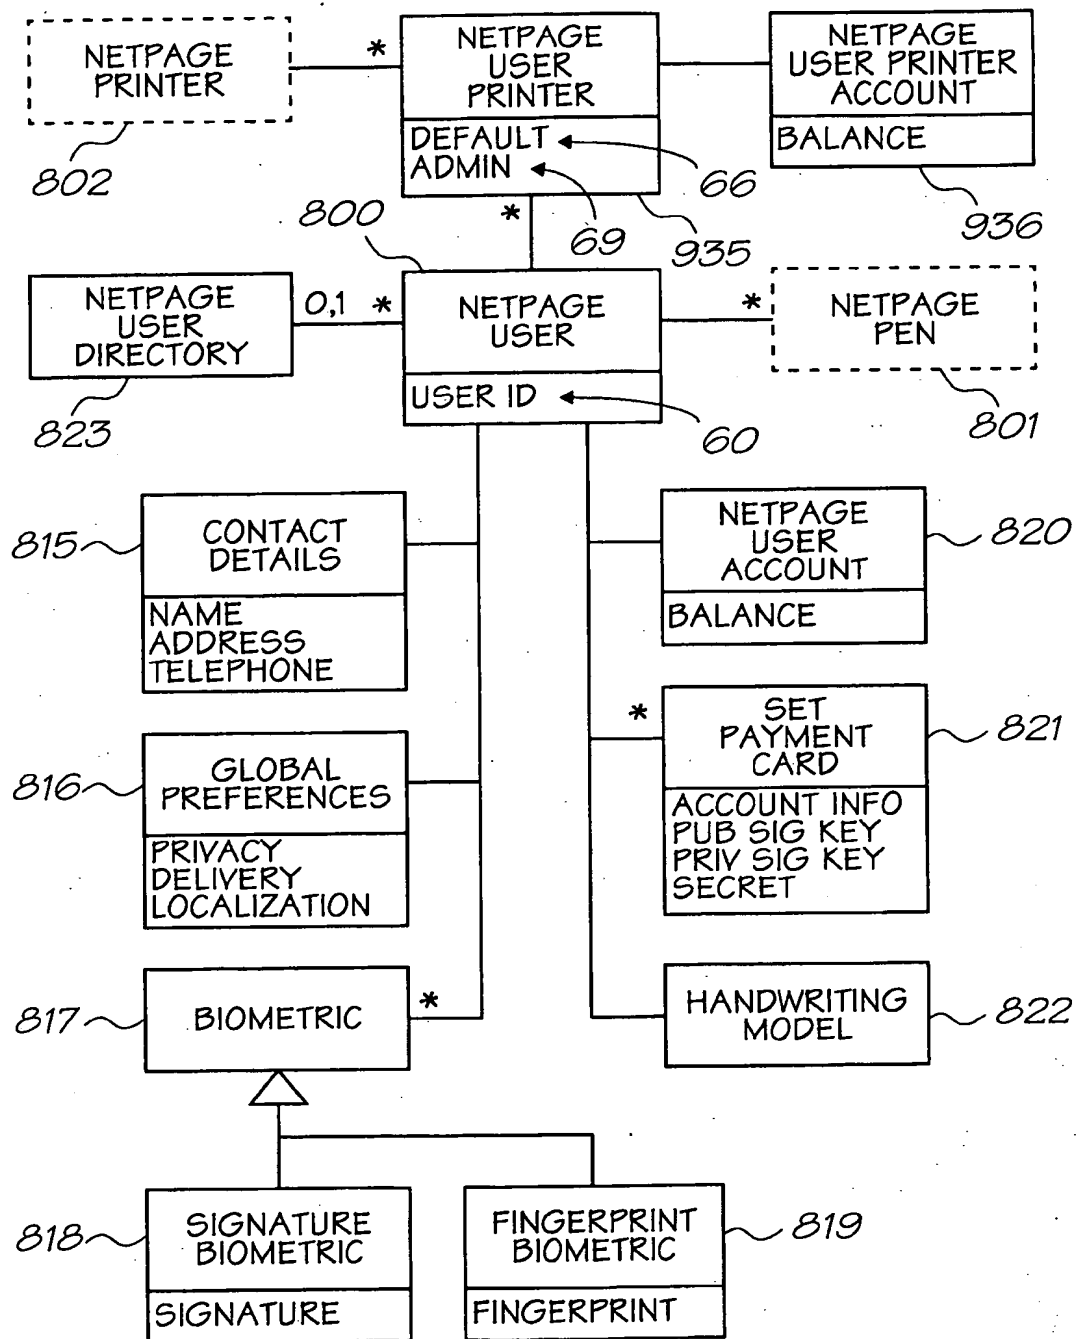 NETPAGE
PRINTER
802
*
NETPAGE
USER
PRINTER
DEFAULT
ADMIN
66
69
935
*
NETPAGE
USER PRINTER
ACCOUNT
BALANCE
936
800
NETPAGE
USER
DIRECTORY
823
0,1
*
NETPAGE
USER
USER ID
60
*
NETPAGE
PEN
801
815
CONTACT
DETAILS
NAME
ADDRESS
TELEPHONE
NETPAGE
USER
ACCOUNT
BALANCE
820
816
GLOBAL
PREFERENCES
PRIVACY
DELIVERY
LOCALIZATION
*
SET
PAYMENT
CARD
ACCOUNT INFO
PUB SIG KEY
PRIV SIG KEY
SECRET
821
817
BIOMETRIC
*
HANDWRITING
MODEL
822
818
SIGNATURE
BIOMETRIC
SIGNATURE
FINGERPRINT
BIOMETRIC
FINGERPRINT
819